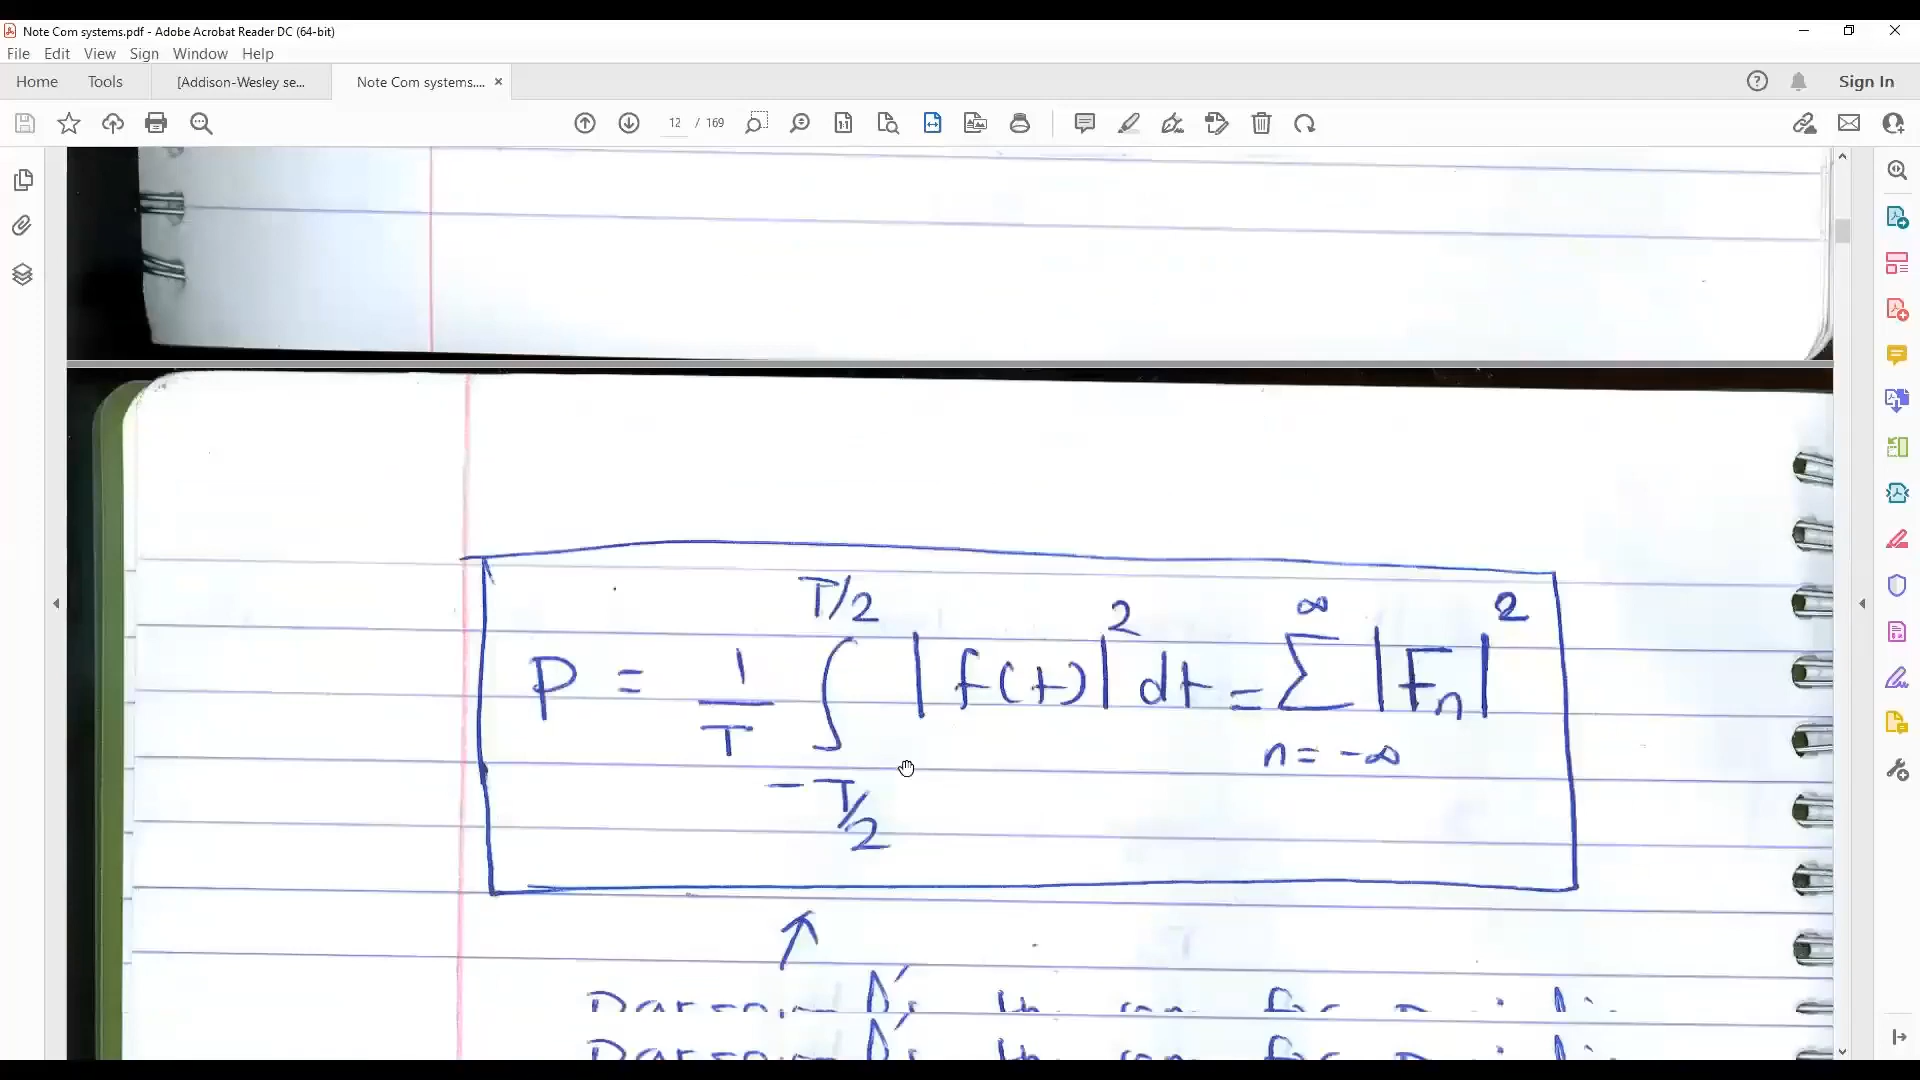 Note Com systems.pdf - Adobe Acrobat Reader DC (64-bit)
File Edit View Sign Window Help
Home Tools [Addison-Wesley se... Note Com systems.... × Sign In
12 / 169
P = 1/T ∫_{-T/2}^{T/2} |f(t)|² dt = Σ_{n=-∞}^{∞} |Fn|²